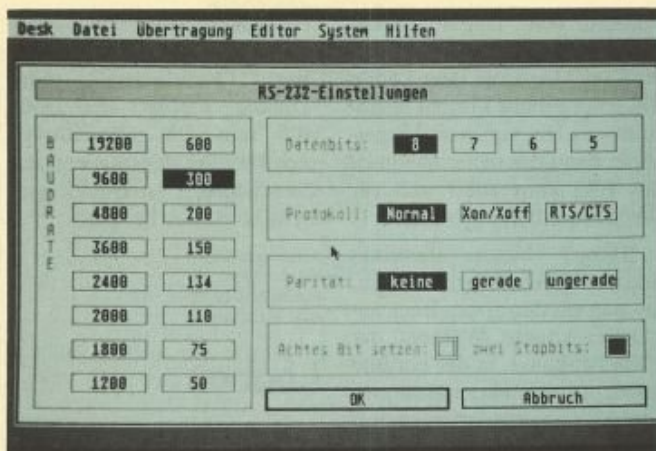 Desk Datei Übertragung Editor System Hilfen
RS-232-Einstellungen
BAUDRATE
19200 600
9600 300
4800 200
3600 150
2400 134
2000 110
1800 75
1200 50
Datenbits: 8 7 6 5
Protokoll: Normal Xon/Xoff RTS/CTS
Parität: keine gerade ungerade
Achtes Bit setzen: zwei Stopbits:
OK Abbruch